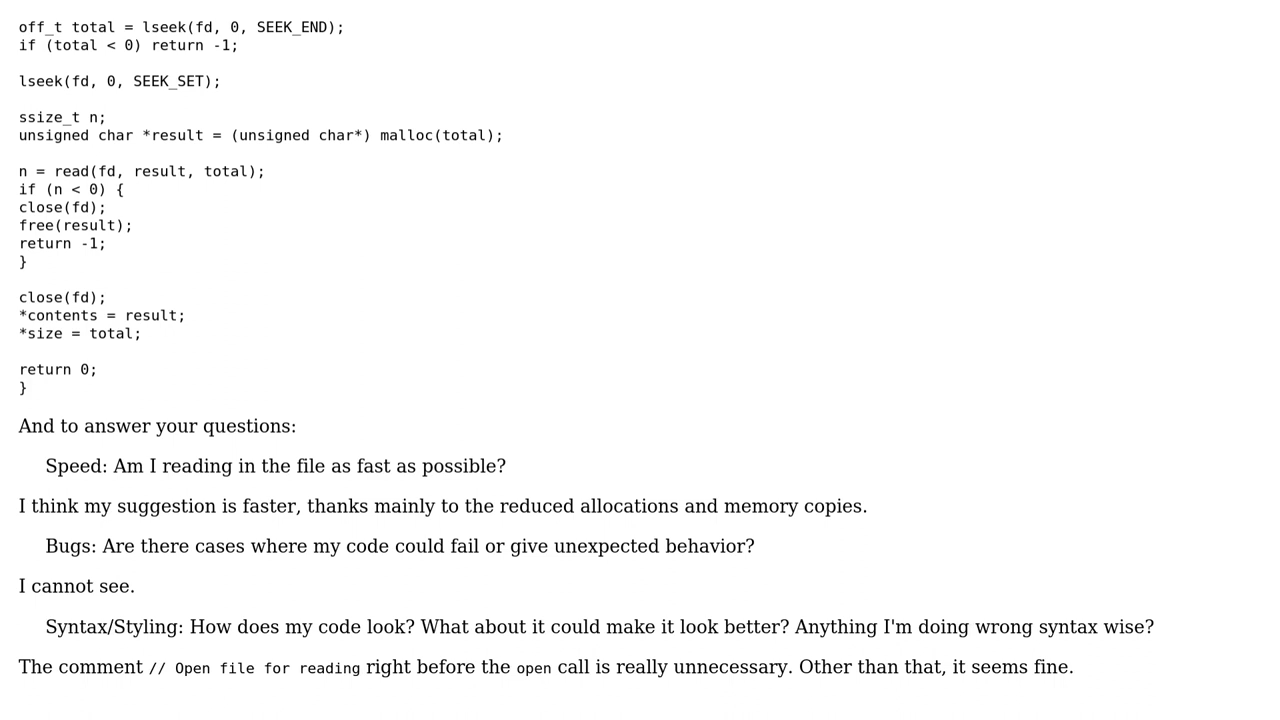 off_t total = lseek(fd, 0, SEEK_END);
if (total < 0) return -1;
lseek(fd, 0, SEEK_SET);
ssize_t n;
unsigned char *result = (unsigned char*) malloc(total);
n = read(fd, result, total);
if (n < 0) {
close(fd);
free(result);
return -1;
}
close(fd);
*contents = result;
*size = total;
return 0;
}
And to answer your questions:
Speed: Am I reading in the file as fast as possible?
I think my suggestion is faster, thanks mainly to the reduced allocations and memory copies.
Bugs: Are there cases where my code could fail or give unexpected behavior?
I cannot see.
Syntax/Styling: How does my code look? What about it could make it look better? Anything I'm doing wrong syntax wise?
The comment // Open file for reading right before the open call is really unnecessary. Other than that, it seems fine.